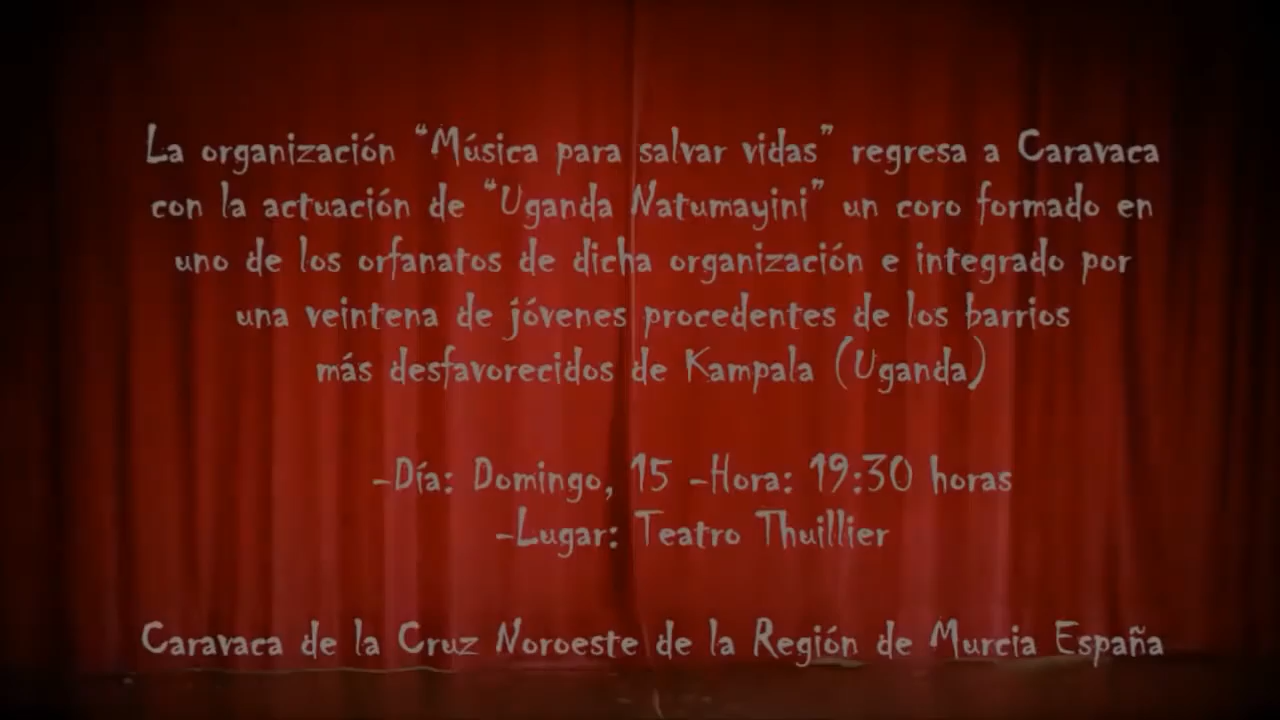 La organización “Música para salvar vidas” regresa a Caravaca
con la actuación de “Uganda Natumayini” un coro formado en
uno de los orfanatos de dicha organización e integrado por
una veintena de jóvenes procedentes de los barrios
más desfavorecidos de Kampala (Uganda)
-Día: Domingo, 15 -Hora: 19:30 horas
-Lugar: Teatro Thuillier
Caravaca de la Cruz Noroeste de la Región de Murcia España